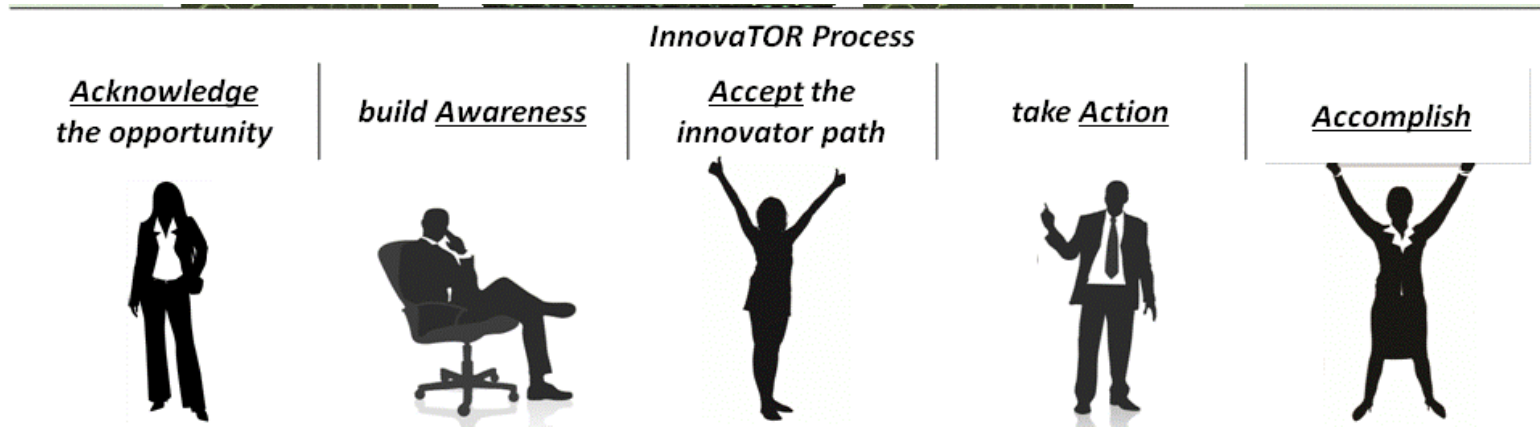 InnovaTOR Process
Acknowledge
the opportunity
build Awareness
Accept the
innovator path
take Action
Accomplish